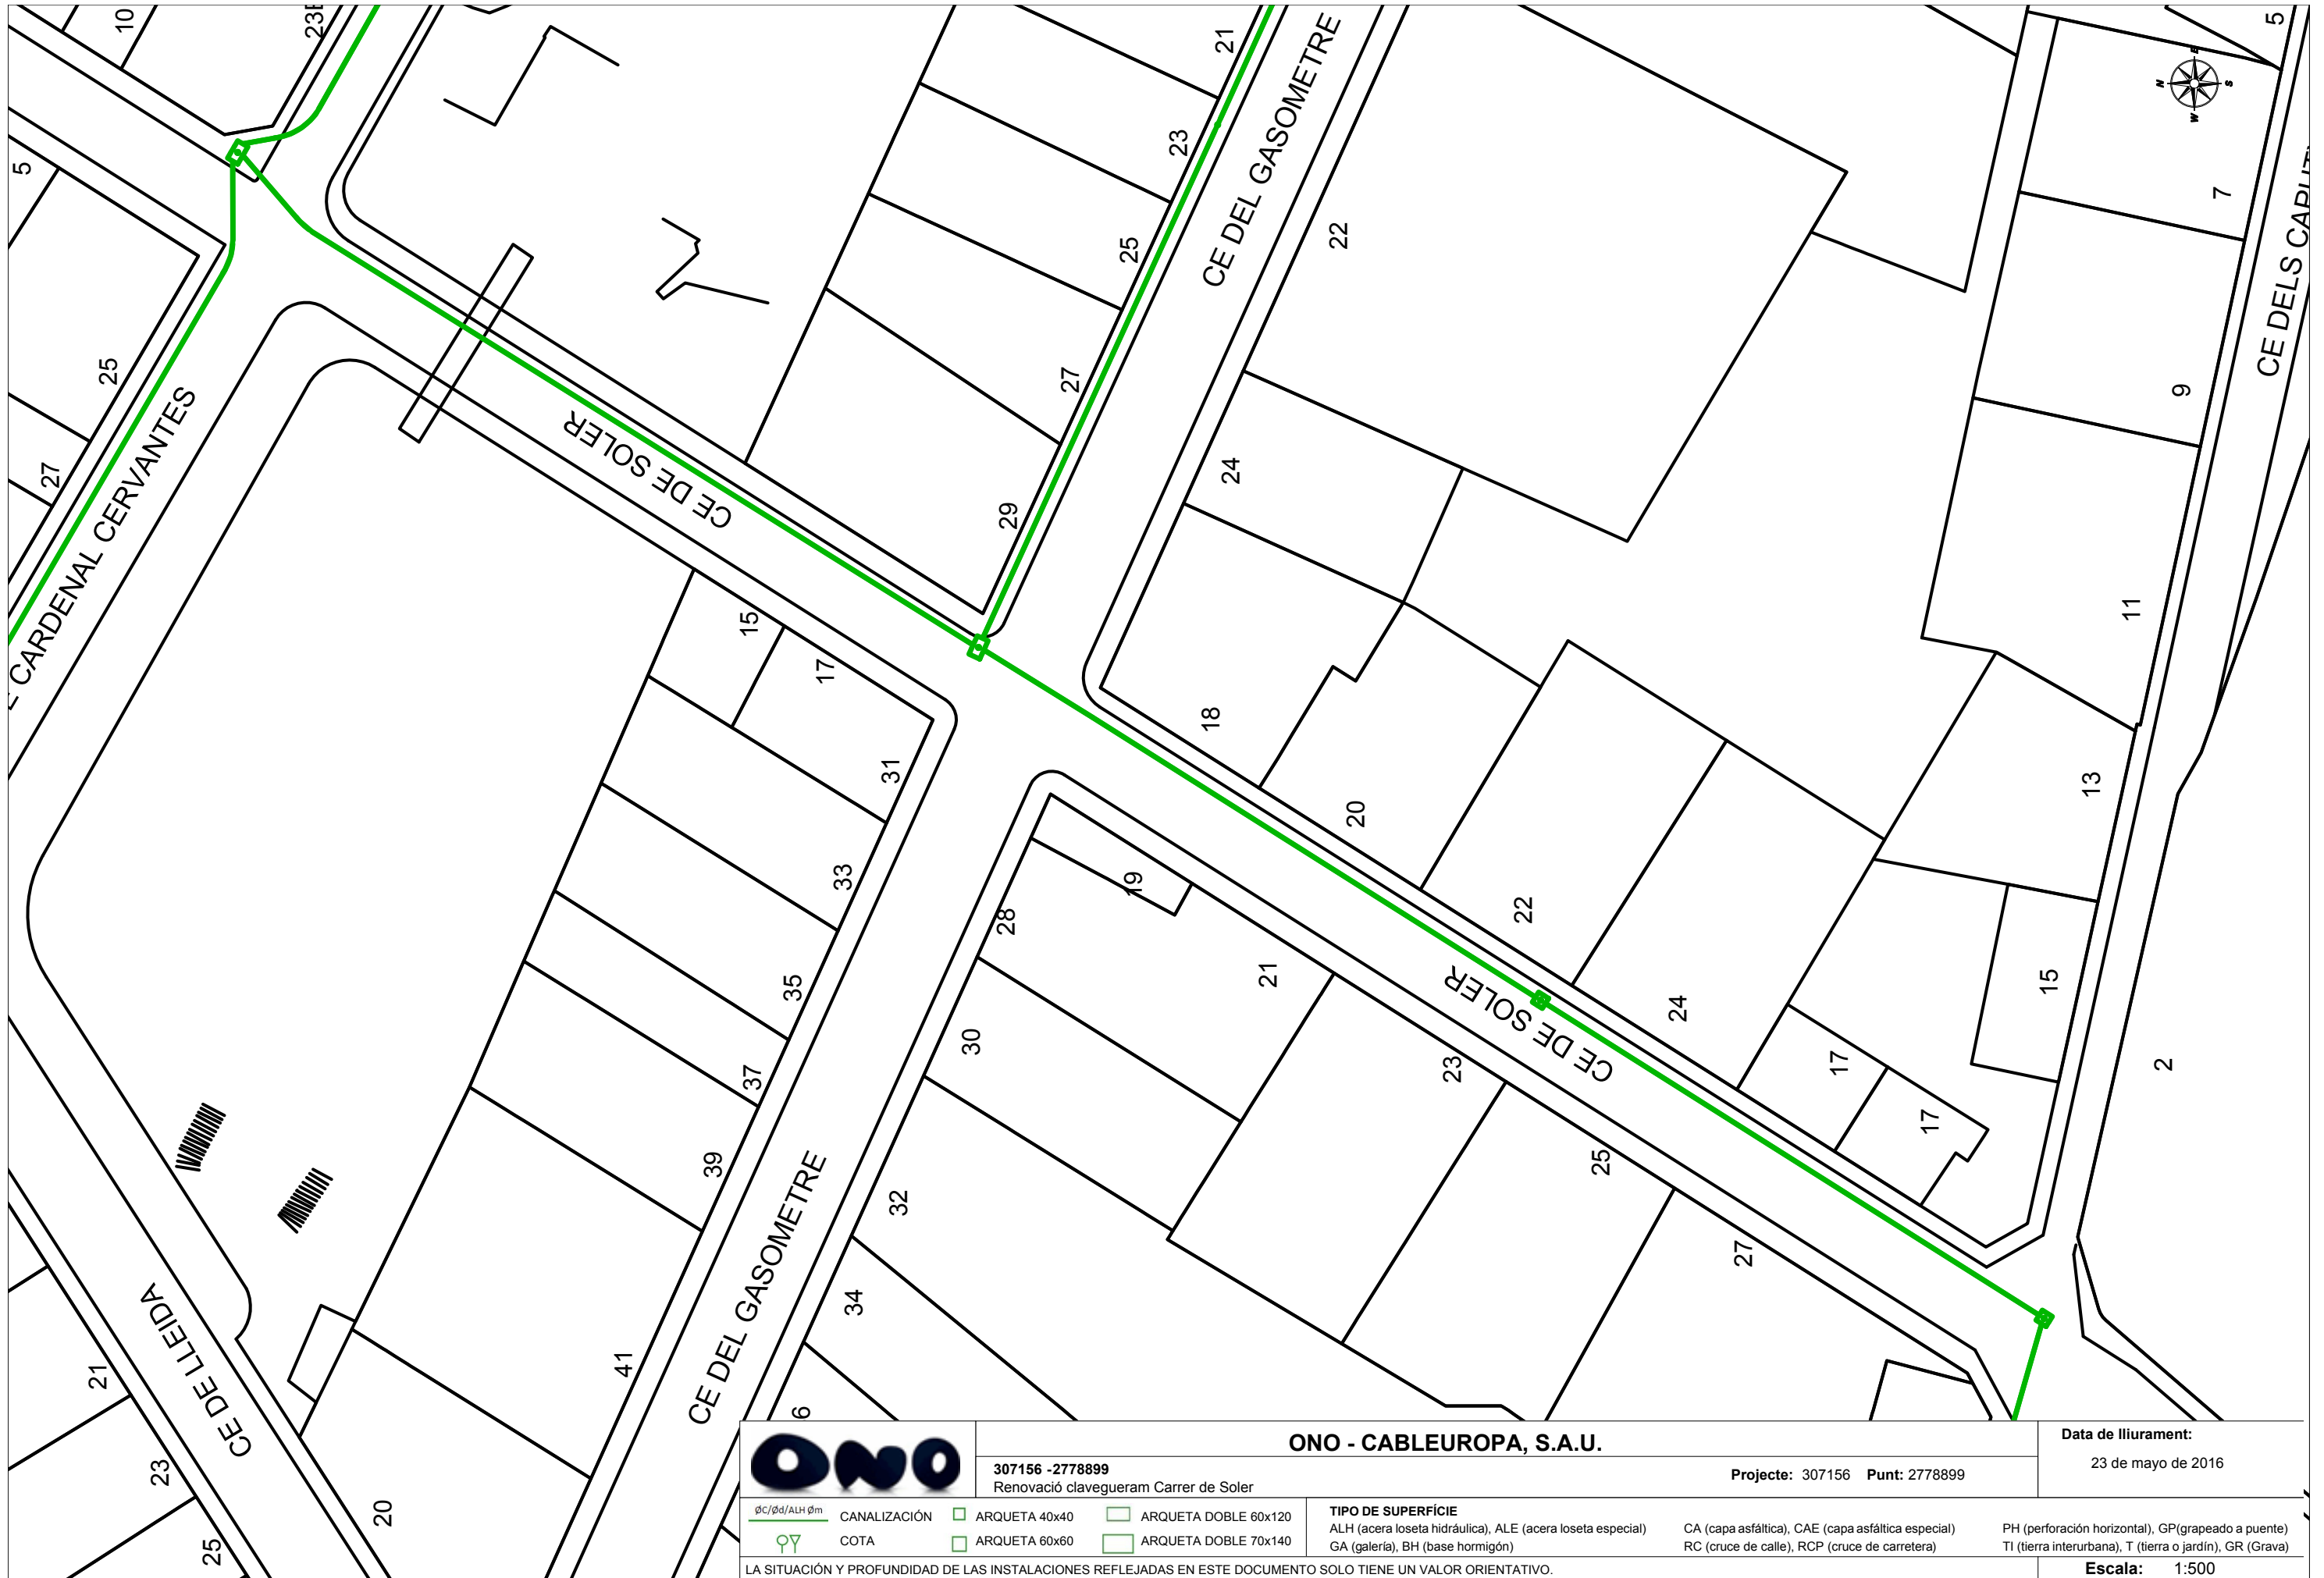 10
23
21
5
CE DEL GASOMETRE
5
N
E
S
W
23
7
22
25
CE DELS
25
27
9
CE CARDENAL CERVANTES
27
CE DE SOLER
24
29
15
17
11
18
31
13
20
33
19
28
22
21
35
15
24
CE DE SOLER
30
23
37
17
2
17
39
25
32
27
CE DEL GASOMETRE
34
CE DE LLEIDA
41
21
6
23
20
25
ONO
ONO - CABLEUROPA, S.A.U.
307156 -2778899
Renovació clavegueram Carrer de Soler
Projecte: 307156 Punt: 2778899
Data de lliurament:
23 de mayo de 2016
ØC/Ød/ALH Øm
CANALIZACIÓN
ARQUETA 40x40
ARQUETA DOBLE 60x120
COTA
ARQUETA 60x60
ARQUETA DOBLE 70x140
TIPO DE SUPERFÍCIE
ALH (acera loseta hidráulica), ALE (acera loseta especial)
CA (capa asfáltica), CAE (capa asfáltica especial)
PH (perforación horizontal), GP(grapeado a puente)
GA (galería), BH (base hormigón)
RC (cruce de calle), RCP (cruce de carretera)
TI (tierra interurbana), T (tierra o jardín), GR (Grava)
LA SITUACIÓN Y PROFUNDIDAD DE LAS INSTALACIONES REFLEJADAS EN ESTE DOCUMENTO SOLO TIENE UN VALOR ORIENTATIVO.
Escala: 1:500